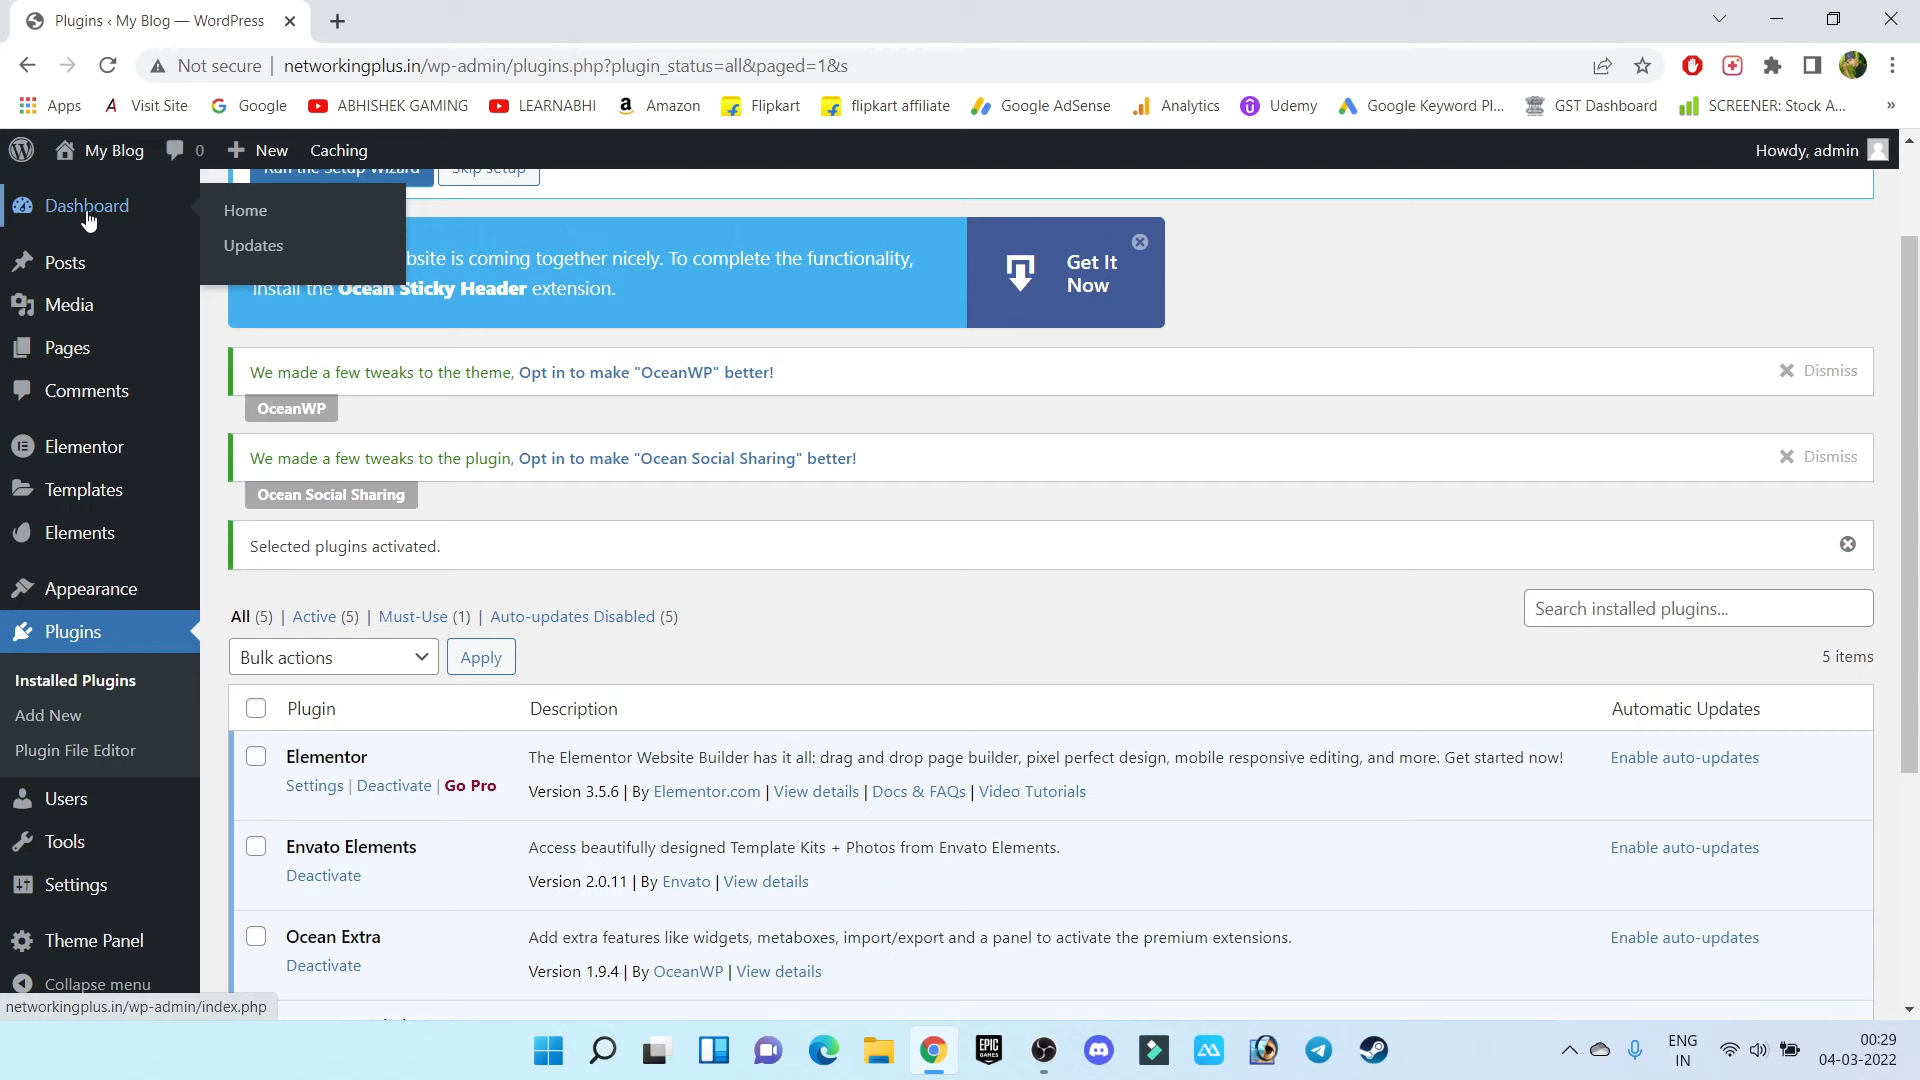 Plugins ‹ My Blog — WordPress
Not secure | networkingplus.in/wp-admin/plugins.php?plugin_status=all&paged=1&s
Apps Visit Site Google ABHISHEK GAMING LEARNABHI Amazon Flipkart flipkart affiliate Google AdSense Analytics Udemy Google Keyword Pl... GST Dashboard SCREENER: Stock A... »
My Blog 0 New Caching Howdy, admin
Run the Setup Wizard Skip setup
Dashboard
Home
Updates
Posts
Media
Pages
Comments
Elementor
Templates
Elements
Appearance
Plugins
Installed Plugins
Add New
Plugin File Editor
Users
Tools
Settings
Theme Panel
Collapse menu
networkingplus.in/wp-admin/index.php
is coming together nicely. To complete the functionality,
install the Ocean Sticky Header extension.
Get It
Now
We made a few tweaks to the theme, Opt in to make "OceanWP" better! Dismiss
OceanWP
We made a few tweaks to the plugin, Opt in to make "Ocean Social Sharing" better! Dismiss
Ocean Social Sharing
Selected plugins activated.
All (5) | Active (5) | Must-Use (1) | Auto-updates Disabled (5)
Search installed plugins...
Bulk actions Apply 5 items
Plugin Description Automatic Updates
Elementor The Elementor Website Builder has it all: drag and drop page builder, pixel perfect design, mobile responsive editing, and more. Get started now! Enable auto-updates
Settings | Deactivate | Go Pro Version 3.5.6 | By Elementor.com | View details | Docs & FAQs | Video Tutorials
Envato Elements Access beautifully designed Template Kits + Photos from Envato Elements. Enable auto-updates
Deactivate Version 2.0.11 | By Envato | View details
Ocean Extra Add extra features like widgets, metaboxes, import/export and a panel to activate the premium extensions. Enable auto-updates
Deactivate Version 1.9.4 | By OceanWP | View details
EPIC GAMES
ENG
IN
00:29
04-03-2022